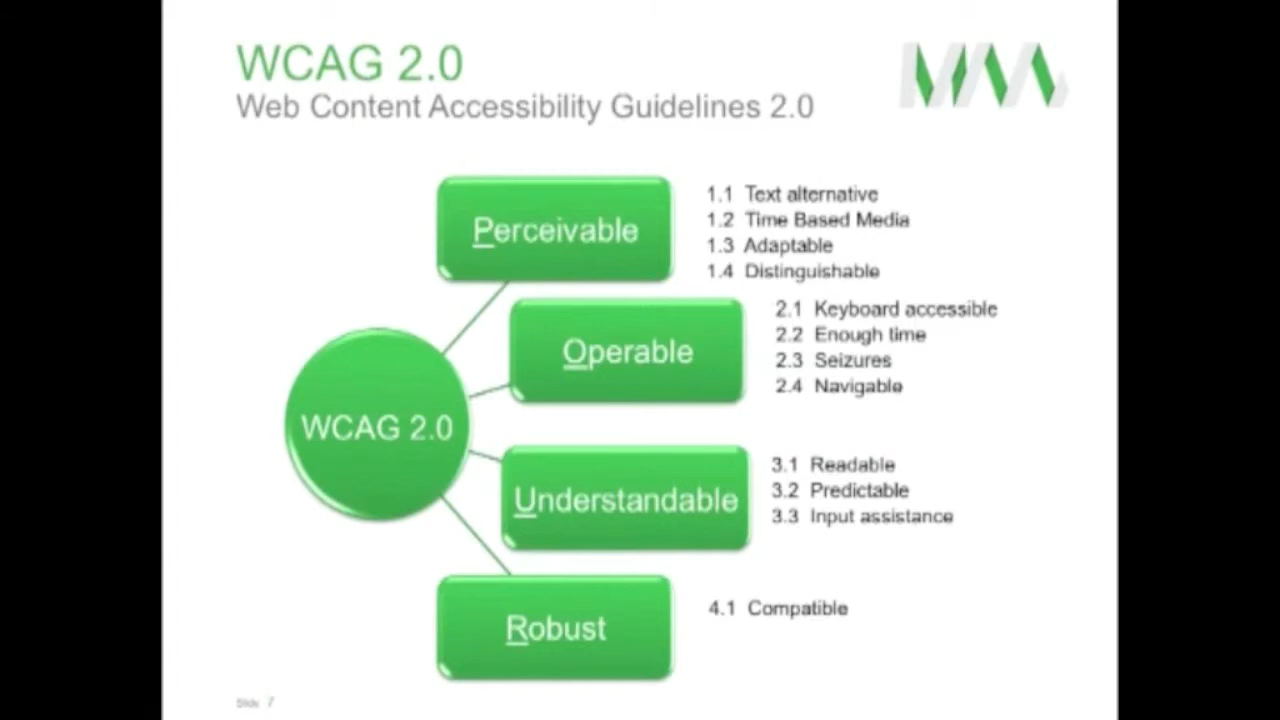 WCAG 2.0
Web Content Accessibility Guidelines 2.0
Perceivable
1.1 Text alternative
1.2 Time Based Media
1.3 Adaptable
1.4 Distinguishable
Operable
2.1 Keyboard accessible
2.2 Enough time
2.3 Seizures
2.4 Navigable
WCAG 2.0
Understandable
3.1 Readable
3.2 Predictable
3.3 Input assistance
Robust
4.1 Compatible
Slide 7